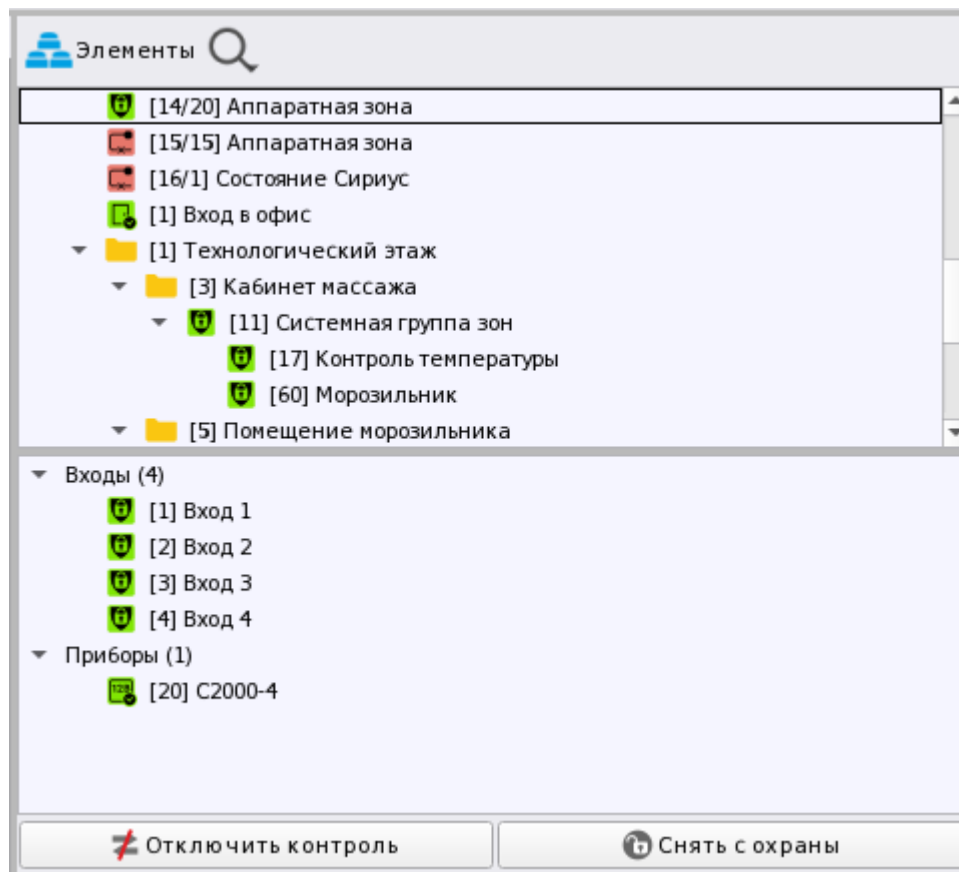 Элементы
[14/20] Аппаратная зона
[15/15] Аппаратная зона
[16/1] Состояние Сириус
[1] Вход в офис
[1] Технологический этаж
[3] Кабинет массажа
[11] Системная группа зон
[17] Контроль температуры
[60] Морозильник
[5] Помещение морозильника
Входы (4)
[1] Вход 1
[2] Вход 2
[3] Вход 3
[4] Вход 4
Приборы (1)
[20] С2000-4
Отключить контроль
Снять с охраны